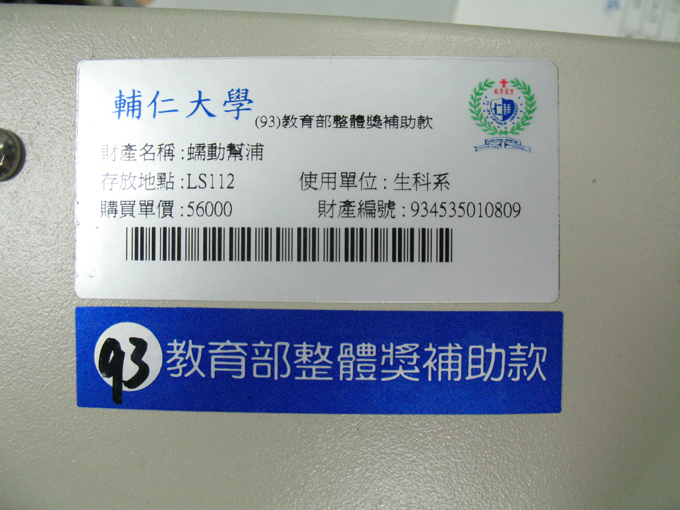 輔仁大學
(93)教育部整體獎補助款
財產名稱:蠕動幫浦
存放地點:LS112 使用單位:生科系
購買單價:56000 財產編號:934535010809
93教育部整體獎補助款